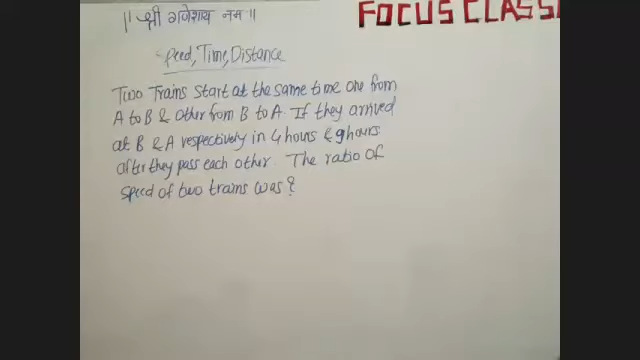 || श्री गणेशाय नमः ||
FOCUS CLASS
Speed, Time, Distance
Two Trains start at the same time one from
A to B & other from B to A. If they arrived
at B & A respectively in 4 hours & 9 hours
after they pass each other. The ratio of
speed of two trains was?